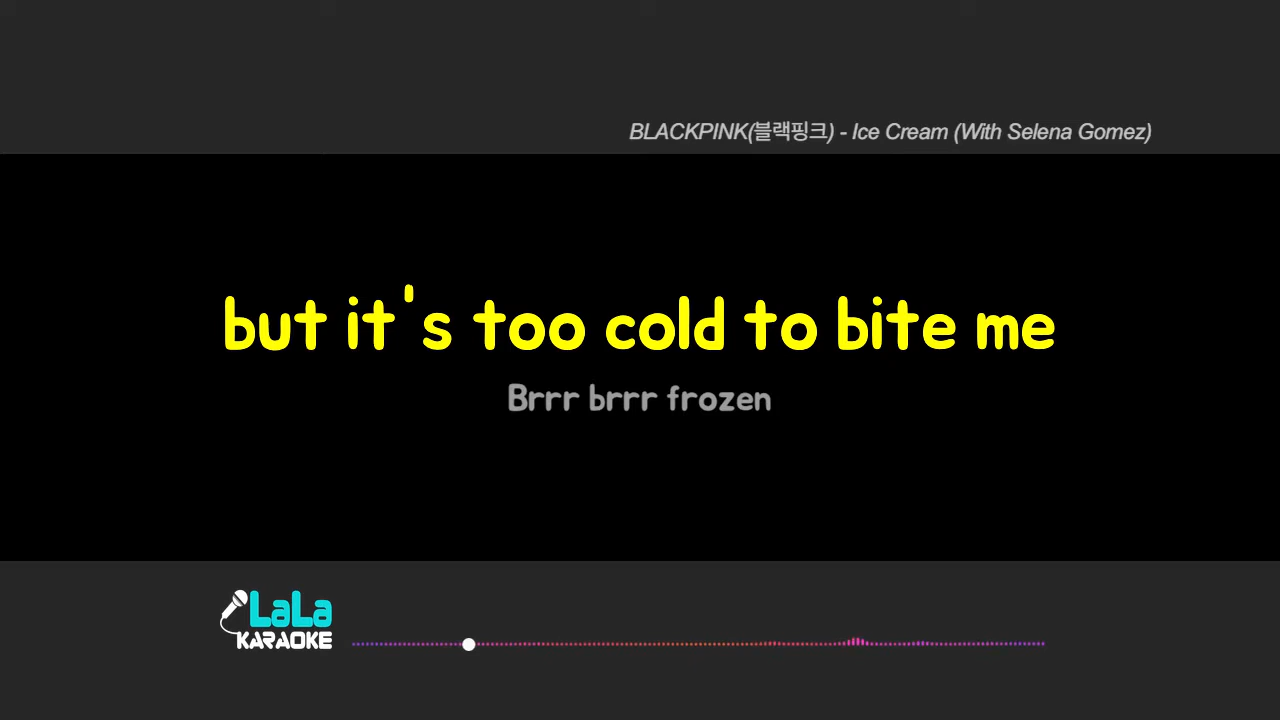 BLACKPINK(블랙핑크) - Ice Cream (With Selena Gomez)
but it's too cold to bite me
Brrr brrr frozen
LaLa
KARAOKE